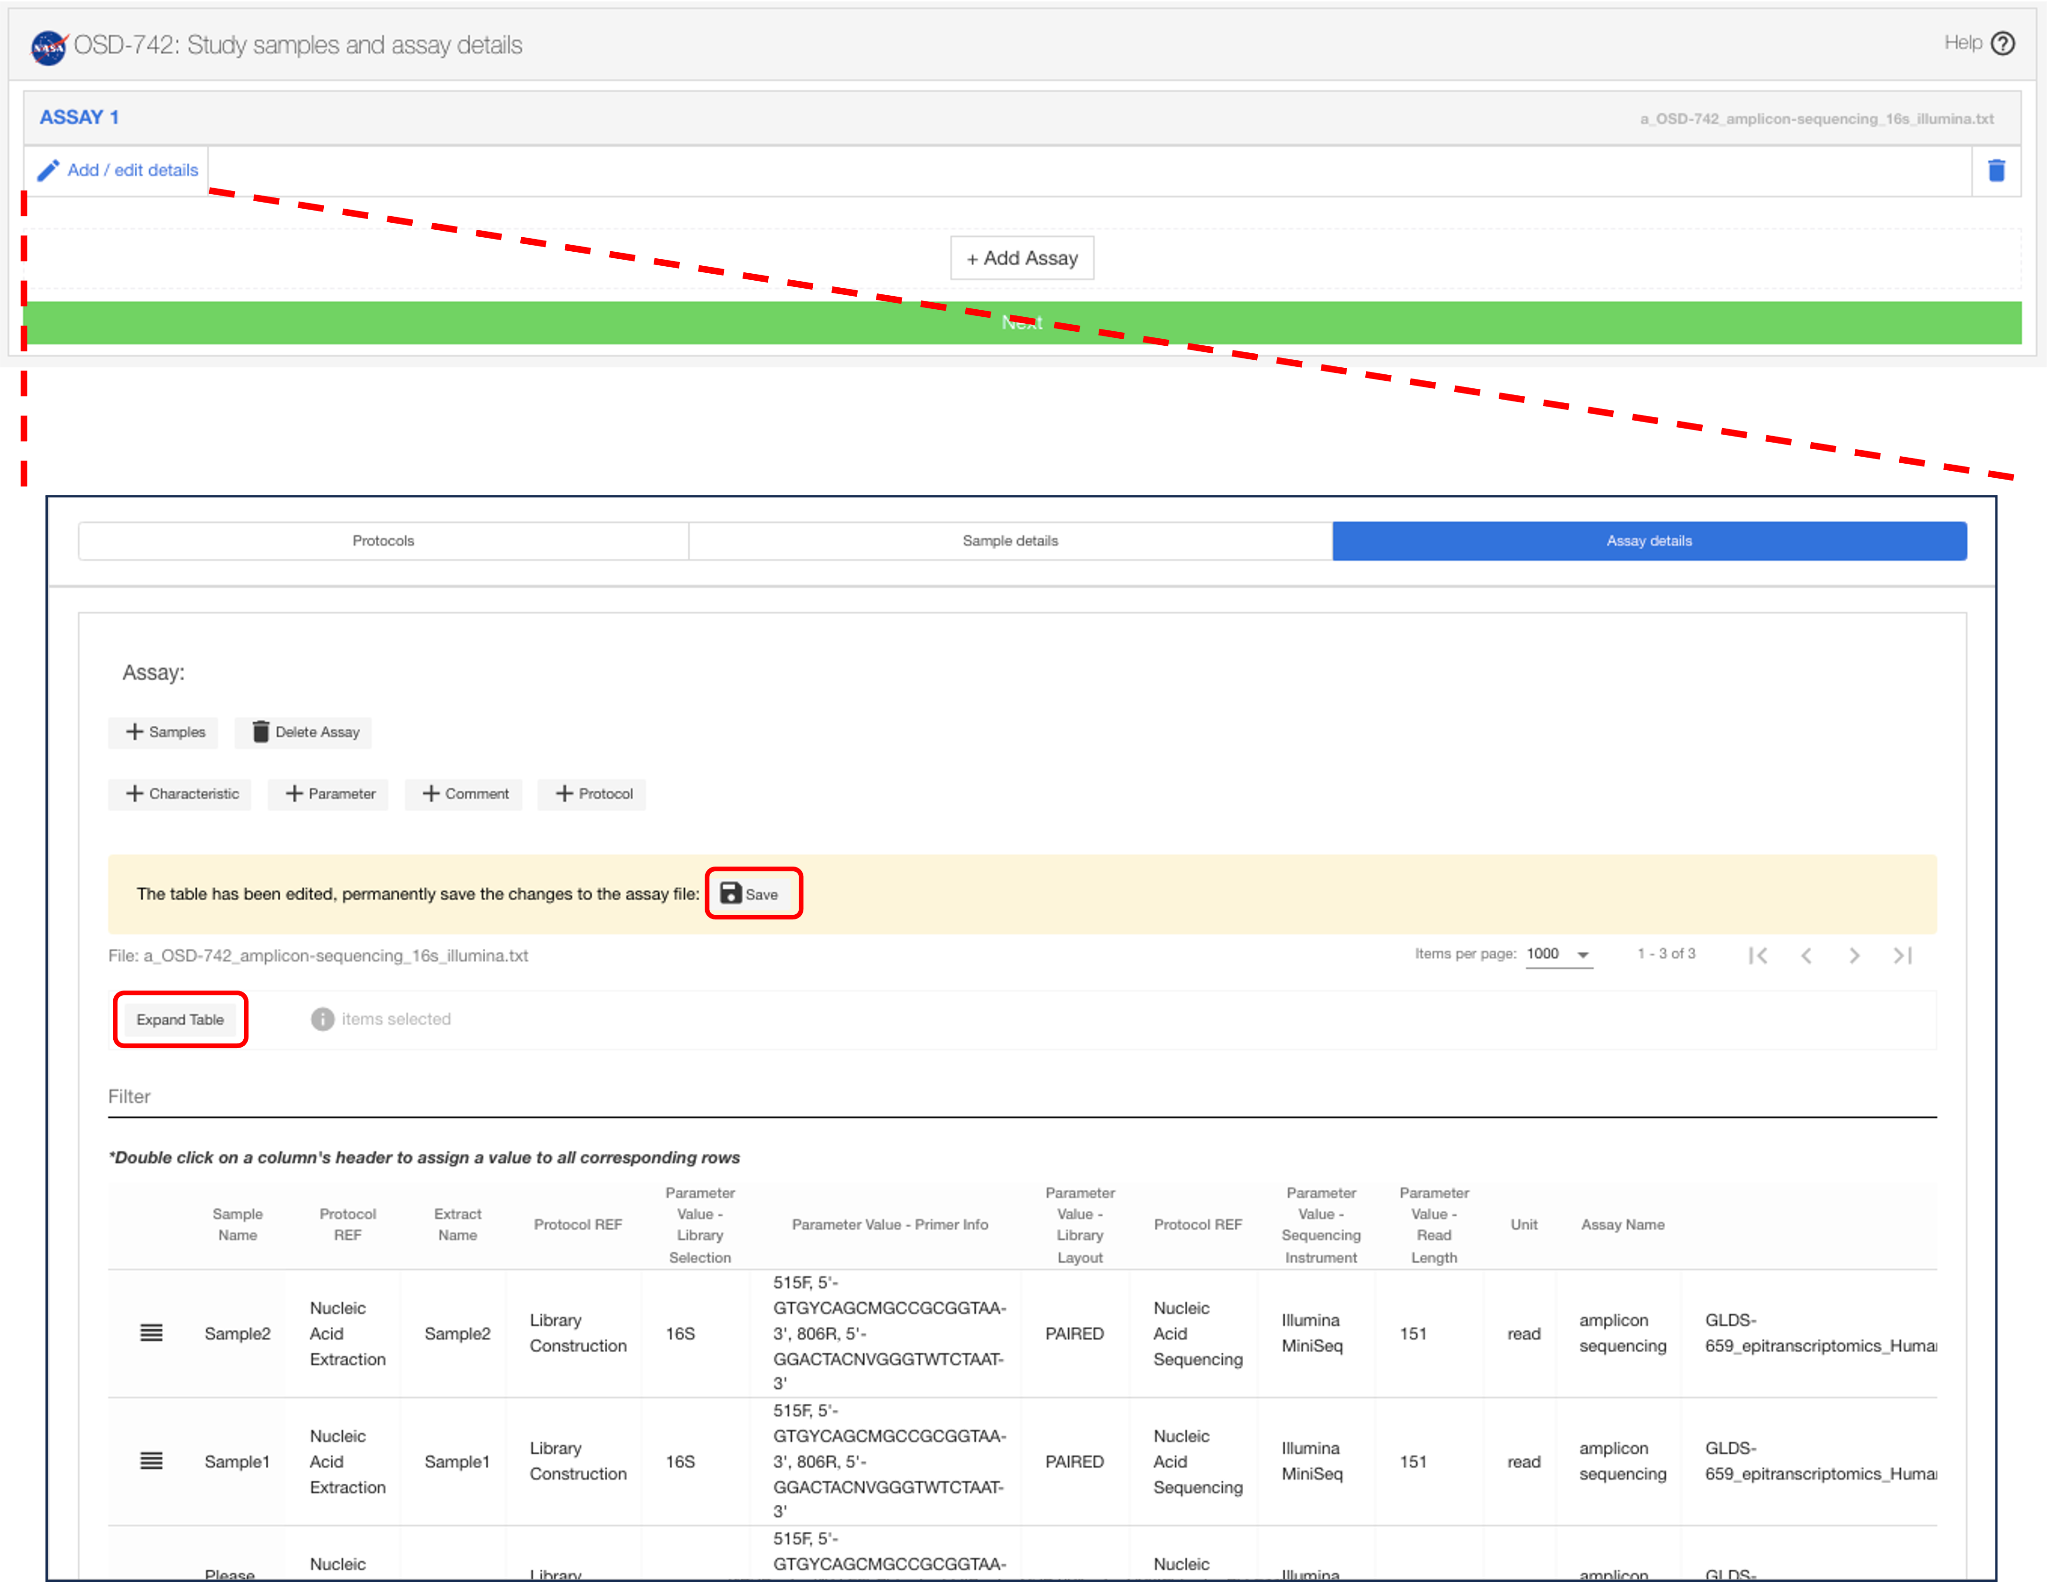 NASA
OSD-742: Study samples and assay details
Help
ASSAY 1
a_OSD-742_amplicon-sequencing_16s_illumina.txt
Add / edit details
+ Add Assay
Next
Protocols
Sample details
Assay details
Assay:
+ Samples
Delete Assay
+ Characteristic
+ Parameter
+ Comment
+ Protocol
The table has been edited, permanently save the changes to the assay file:
Save
File: a_OSD-742_amplicon-sequencing_16s_illumina.txt
Items per page: 1000
1 - 3 of 3
Expand Table
items selected
Filter
*Double click on a column's header to assign a value to all corresponding rows
Sample
Name
Protocol
REF
Extract
Name
Protocol REF
Parameter
Value -
Library
Selection
Parameter Value - Primer Info
Parameter
Value -
Library
Layout
Protocol REF
Parameter
Value -
Sequencing
Instrument
Parameter
Value -
Read
Length
Unit
Assay Name
Sample2
Nucleic
Acid
Extraction
Sample2
Library
Construction
16S
515F, 5'-
GTGYCAGCMGCCGCGGTAA-
3', 806R, 5'-
GGACTACNVGGGTWTCTAAT-
3'
PAIRED
Nucleic
Acid
Sequencing
Illumina
MiniSeq
151
read
amplicon
sequencing
GLDS-
659_epitranscriptomics_Human
Sample1
Nucleic
Acid
Extraction
Sample1
Library
Construction
16S
515F, 5'-
GTGYCAGCMGCCGCGGTAA-
3', 806R, 5'-
GGACTACNVGGGTWTCTAAT-
3'
PAIRED
Nucleic
Acid
Sequencing
Illumina
MiniSeq
151
read
amplicon
sequencing
GLDS-
659_epitranscriptomics_Human
Please
Nucleic
Library
515F, 5'-
GTGYCAGCMGCCGCGGTAA-
Nucleic
Illumina
amplicon
GLDS-